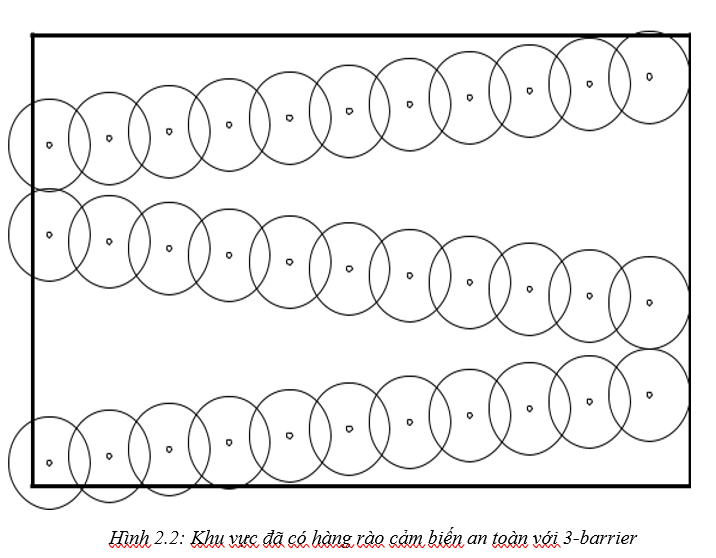 Hình 2.2: Khu vực đã có hàng rào cảm biến an toàn với 3-barrier